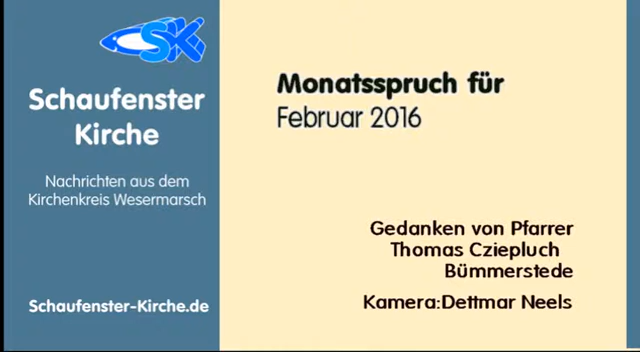 SK
Schaufenster
Kirche
Nachrichten aus dem
Kirchenkreis Wesermarsch
Schaufenster-Kirche.de
Monatsspruch für
Februar 2016
Gedanken von Pfarrer
Thomas Cziepluch
Bümmerstede
Kamera:Dettmar Neels